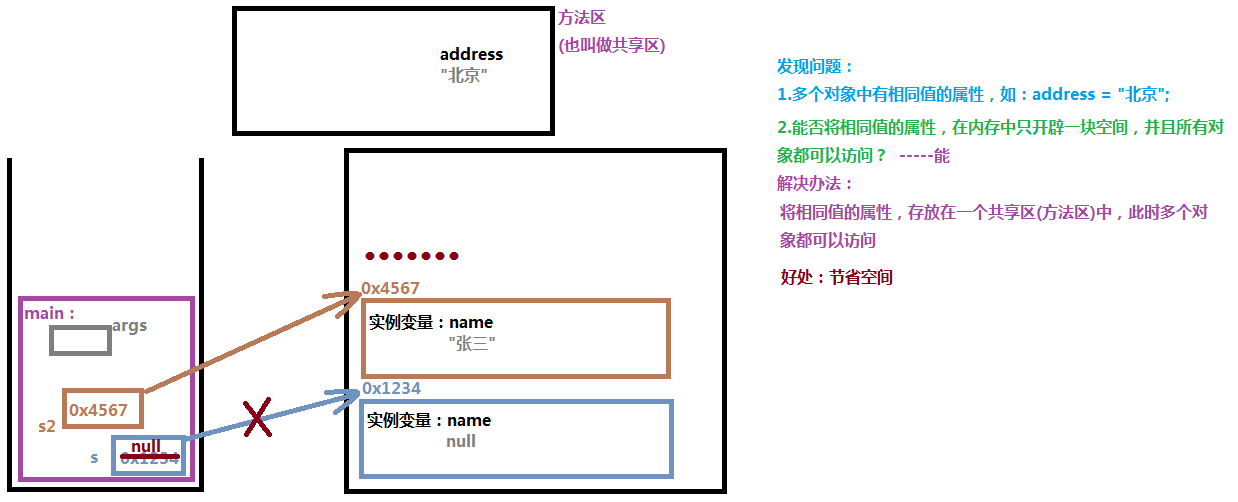 方法区
(也叫做共享区)
address
"北京"
发现问题：
1.多个对象中有相同值的属性，如：address = "北京";
2.能否将相同值的属性，在内存中只开辟一块空间，并且所有对
象都可以访问？ -----能
解决办法：
将相同值的属性，存放在一个共享区(方法区)中，此时多个对
象都可以访问
好处：节省空间
main：
args
0x4567
s2
null
0x1234
s
0x4567
实例变量：name
"张三"
0x1234
实例变量：name
null